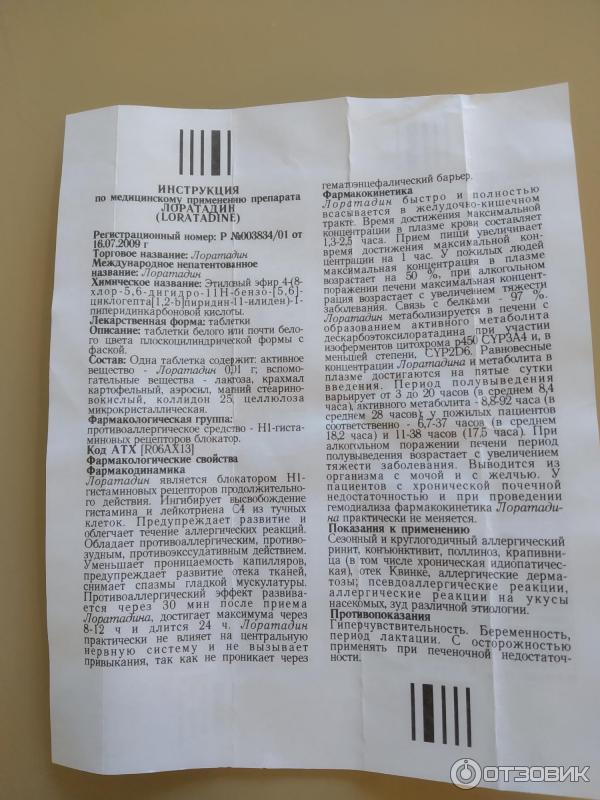 ИНСТРУКЦИЯ
по медицинскому применению препарата
ЛОРАТАДИН
(LORATADINE)
Регистрационный номер: Р №003834/01 от
16.07.2009 г
Торговое название: Лоратадин
Международное непатентованное
название: Лоратадин
Химическое название: Этиловый эфир 4-(8-
хлор-5,6-дигидро-11Н-бензо-[5,6]-
циклогепта[1,2-b]пиридин-11-илиден)-1-
пиперидинкарбоновой кислоты.
Лекарственная форма: таблетки
Описание: таблетки белого или почти бело-
го цвета плоскоцилиндрической формы с
фаской.
Состав: Одна таблетка содержит: активное
вещество - Лоратадин 0,01 г; вспомо-
гательные вещества - лактоза, крахмал
картофельный, аэросил, магний стеарино-
вокислый, коллидон 25, целлюлоза
микрокристаллическая.
Фармакологическая группа:
противоаллергическое средство - Н1-гиста-
миновых рецепторов блокатор.
Код АТХ [R06AX13]
Фармакологические свойства
Фармакодинамика
Лоратадин является блокатором Н1-
гистаминовых рецепторов продолжительно-
го действия. Ингибирует высвобождение
гистамина и лейкотриена С4 из тучных
клеток. Предупреждает развитие и
облегчает течение аллергических реакций.
Обладает противоаллергическим, противо-
зудным, противоэкссудативным действием.
Уменьшает проницаемость капилляров,
предупреждает развитие отека тканей,
снимает спазмы гладкой мускулатуры.
Противоаллергический эффект развива-
ется через 30 мин после приема
Лоратадина, достигает максимума через
8-12 ч и длится 24 ч. Лоратадин
практически не влияет на центральную
нервную систему и не вызывает
привыкания, так как не проникает через
гематоэнцефалический барьер.
Фармакокинетика
Лоратадин быстро и полностью
всасывается в желудочно-кишечном
тракте. Время достижения максимальной
концентрации в плазме крови составляет
1,3-2,5 часа. Прием пищи увеличивает
время достижения максимальной кон-
центрации на 1 час. У пожилых людей
максимальная концентрация в плазме
возрастает на 50 %, при алкогольном
поражении печени максимальная концент-
рация возрастает с увеличением тяжести
заболевания. Связь с белками - 97 %.
Лоратадин метаболизируется в печени с
образованием активного метаболита
дескарбоэтоксилоратадина при участии
изоферментов цитохрома р450 CYP3A4 и, в
меньшей степени, CYP2D6. Равновесные
концентрации Лоратадина и метаболита в
плазме достигаются на пятые сутки
введения. Период полувыведения
варьирует от 3 до 20 часов (в среднем 8,4
часа), активного метаболита - 8,8-92 часа (в
среднем 28 часов); у пожилых пациентов
соответственно - 6,7-37 часов (в среднем
18,2 часа) и 11-38 часов (17,5 часа). При
алкогольном поражении печени период
полувыведения возрастает с увеличением
тяжести заболевания. Выводится из
организма с мочой и с желчью. У
пациентов с хронической почечной
недостаточностью и при проведении
гемодиализа фармакокинетика Лоратади-
на практически не меняется.
Показания к применению
Сезонный и круглогодичный аллергический
ринит, конъюнктивит, поллиноз, крапивни-
ца (в том числе хроническая идиопатичес-
кая), отек Квинке, аллергические дерма-
тозы; псевдоаллергические реакции,
аллергические реакции на укусы
насекомых, зуд различной этиологии.
Противопоказания
Гиперчувствительность. Беременность,
период лактации. С осторожностью
применять при печеночной недостаточ-
ности.
ОТЗОВИК